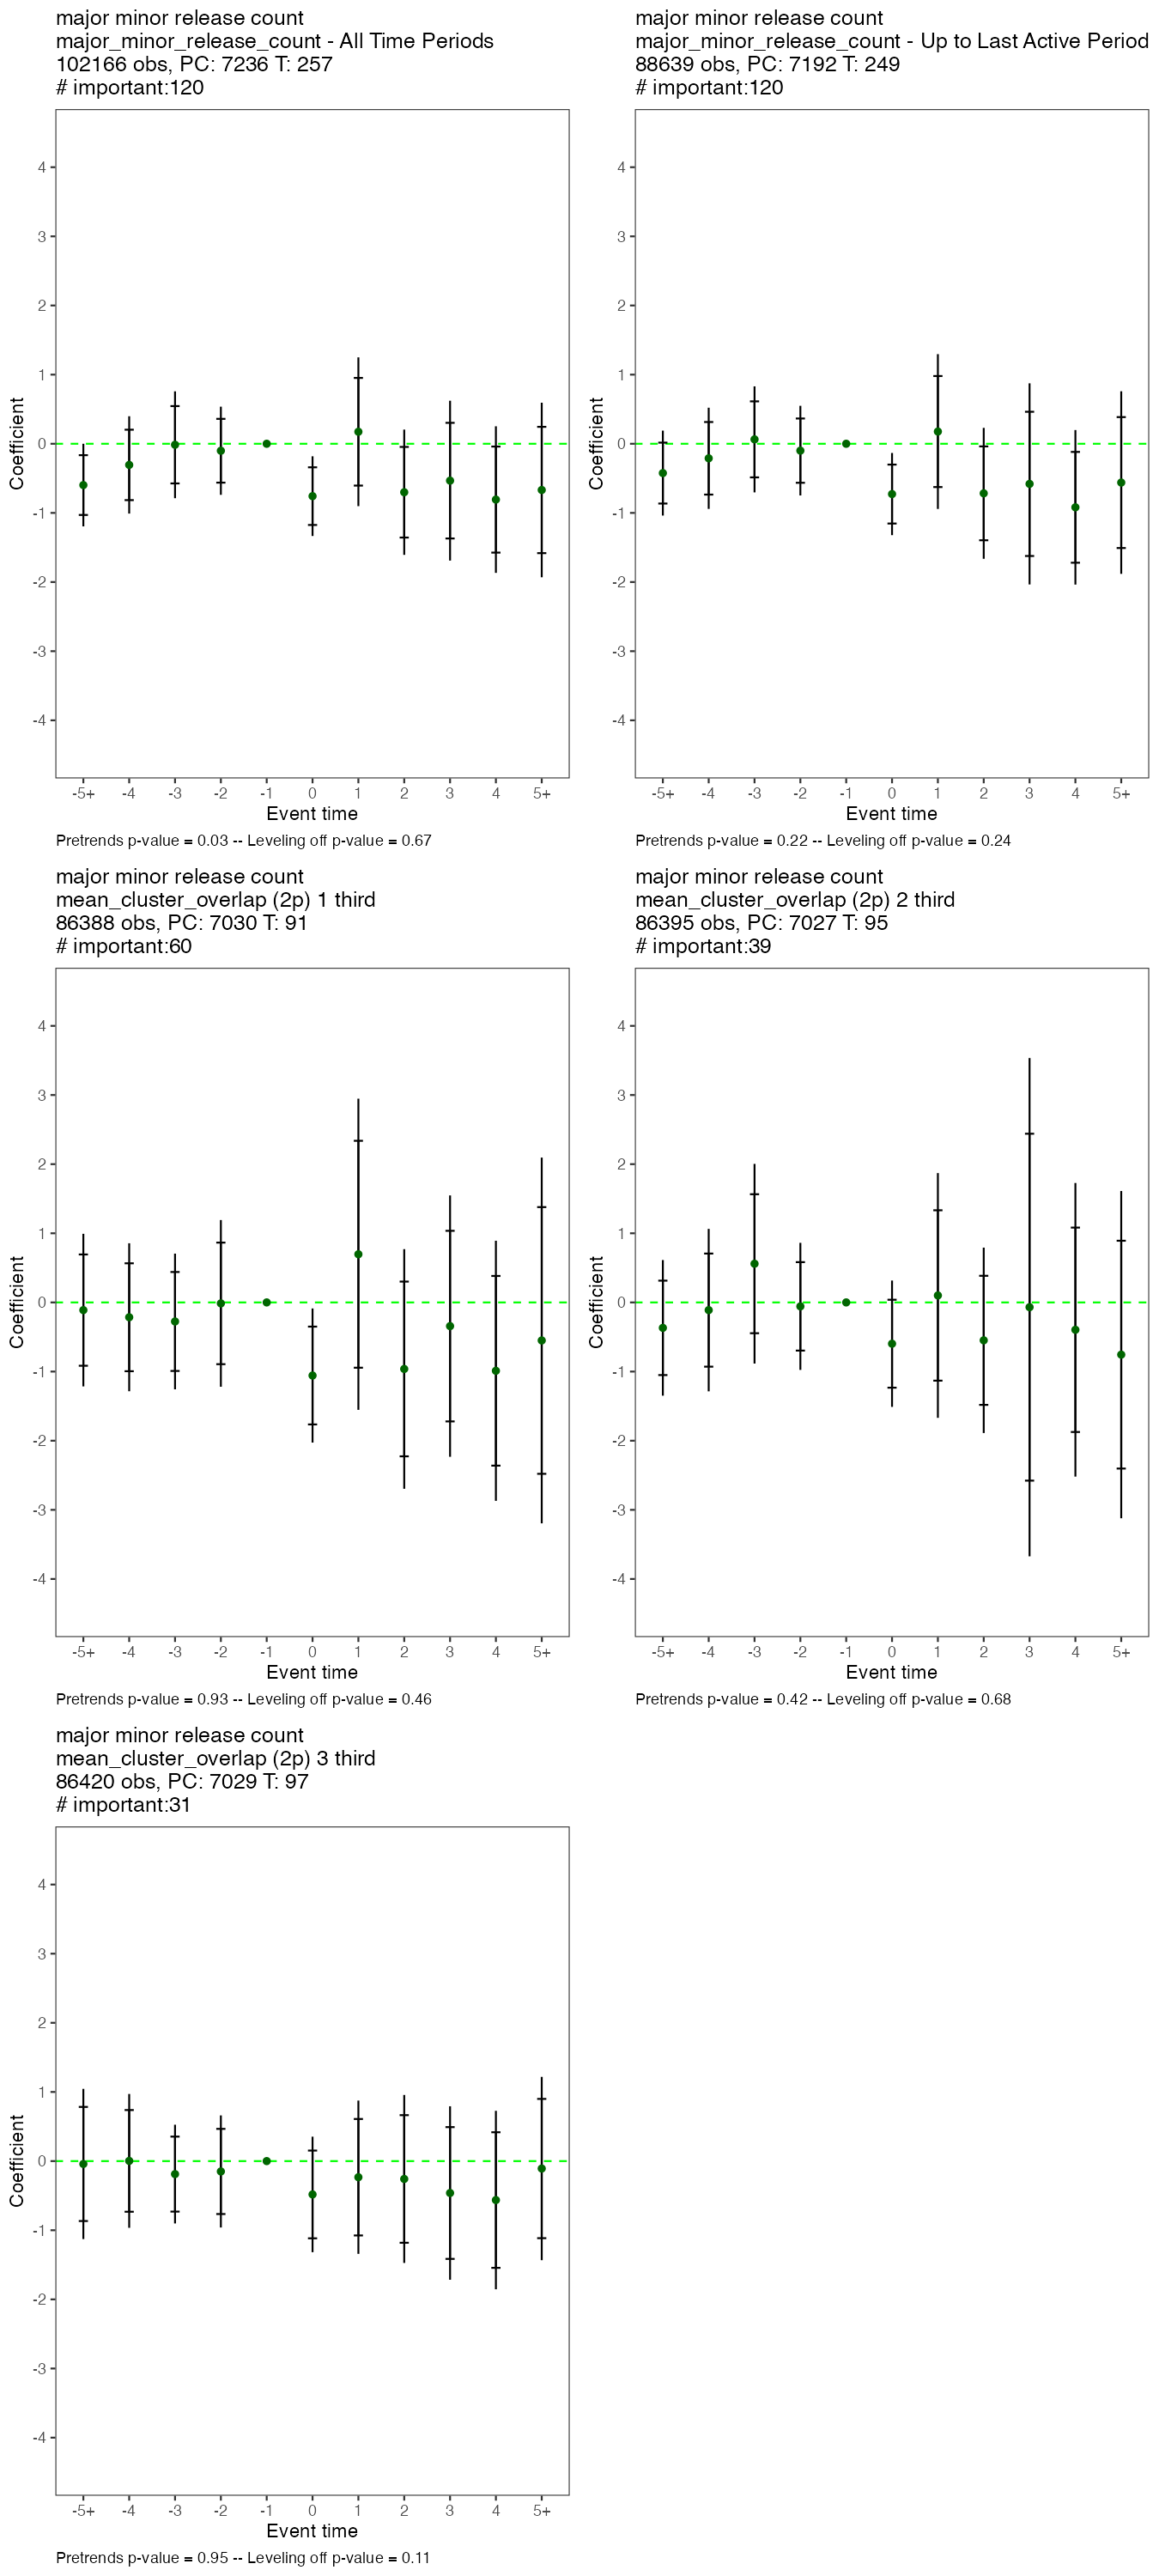 major minor release count
major_minor_release_count - All Time Periods
102166 obs, PC: 7236 T: 257
# important:120
4
3
2
1
0
-1
-2
-3
-4
Coefficient
-5+ -4 -3 -2 -1 0 1 2 3 4 5+
Event time
Pretrends p-value = 0.03 -- Leveling off p-value = 0.67
major minor release count
major_minor_release_count - Up to Last Active Period
88639 obs, PC: 7192 T: 249
# important:120
4
3
2
1
0
-1
-2
-3
-4
Coefficient
-5+ -4 -3 -2 -1 0 1 2 3 4 5+
Event time
Pretrends p-value = 0.22 -- Leveling off p-value = 0.24
major minor release count
mean_cluster_overlap (2p) 1 third
86388 obs, PC: 7030 T: 91
# important:60
4
3
2
1
0
-1
-2
-3
-4
Coefficient
-5+ -4 -3 -2 -1 0 1 2 3 4 5+
Event time
Pretrends p-value = 0.93 -- Leveling off p-value = 0.46
major minor release count
mean_cluster_overlap (2p) 2 third
86395 obs, PC: 7027 T: 95
# important:39
4
3
2
1
0
-1
-2
-3
-4
Coefficient
-5+ -4 -3 -2 -1 0 1 2 3 4 5+
Event time
Pretrends p-value = 0.42 -- Leveling off p-value = 0.68
major minor release count
mean_cluster_overlap (2p) 3 third
86420 obs, PC: 7029 T: 97
# important:31
4
3
2
1
0
-1
-2
-3
-4
Coefficient
-5+ -4 -3 -2 -1 0 1 2 3 4 5+
Event time
Pretrends p-value = 0.95 -- Leveling off p-value = 0.11